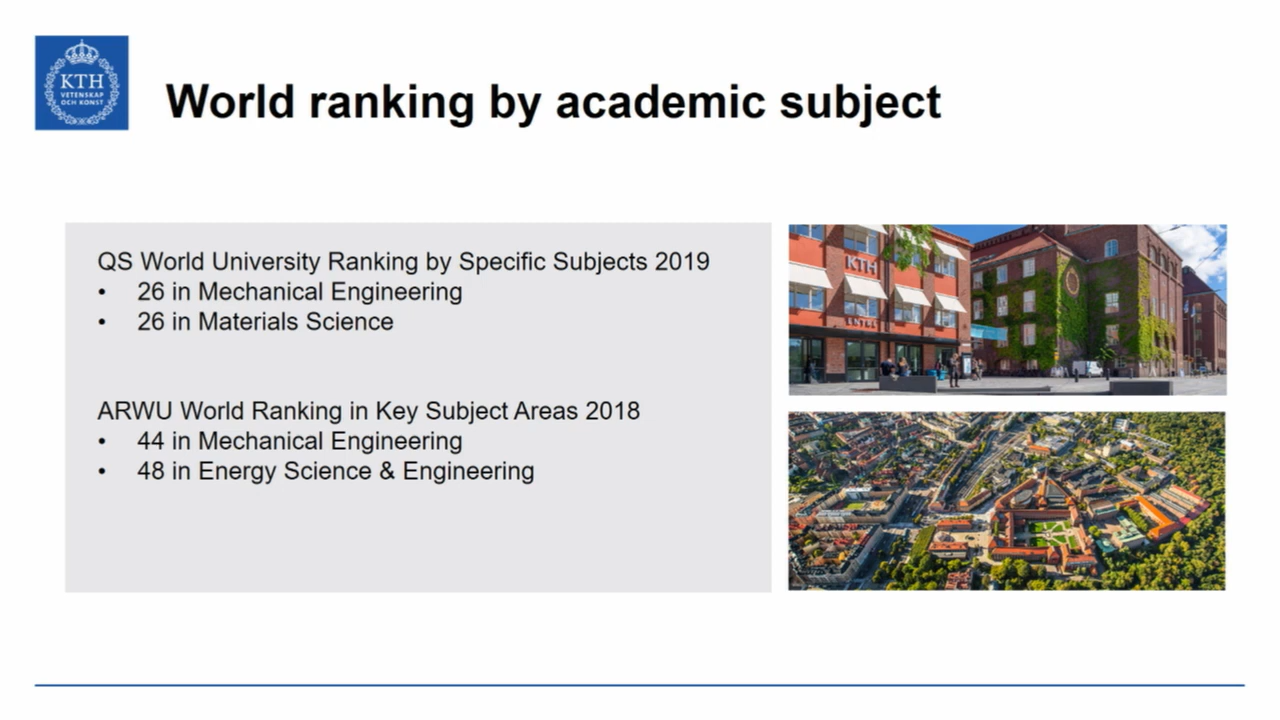 KTH
VETENSKAP
OCH KONST
World ranking by academic subject
QS World University Ranking by Specific Subjects 2019
• 26 in Mechanical Engineering
• 26 in Materials Science
ARWU World Ranking in Key Subject Areas 2018
• 44 in Mechanical Engineering
• 48 in Energy Science & Engineering
KTH